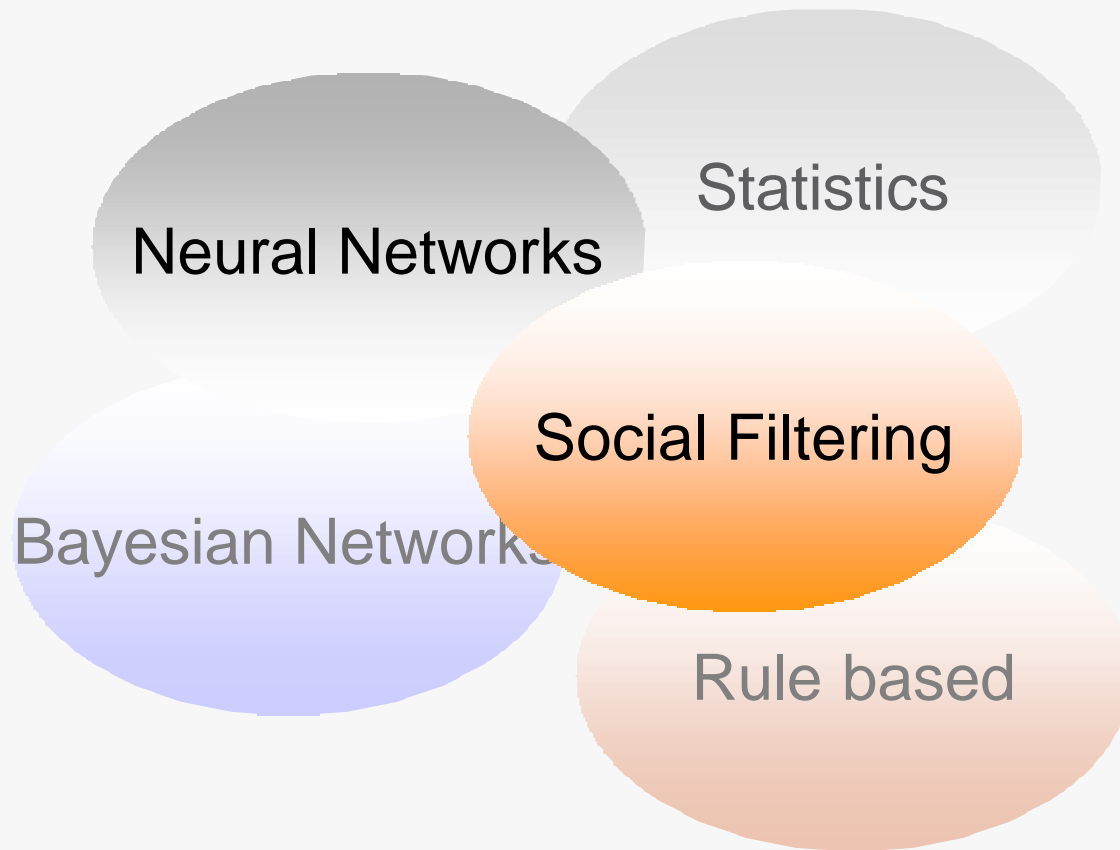 Statistics
Neural Networks
Social Filtering
Bayesian Networks
Rule based